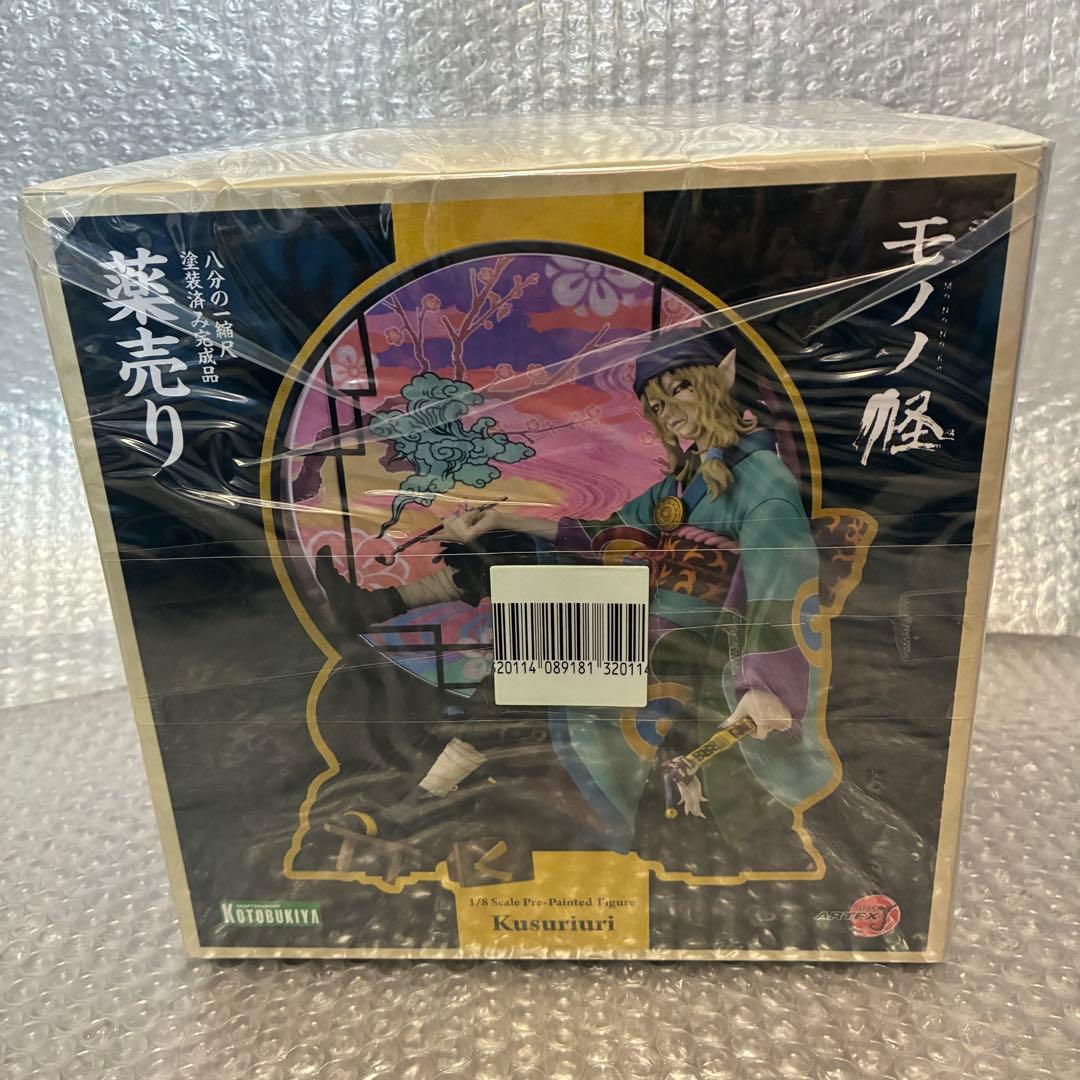 モノノ怪
Mononoke
八分の一縮尺
塗装済み完成品
薬売り
320114 089181 320114
1/8 Scale Pre-Painted Figure
Kusuriuri
KOTOBUKIYA
JAPAN
ARTFX J